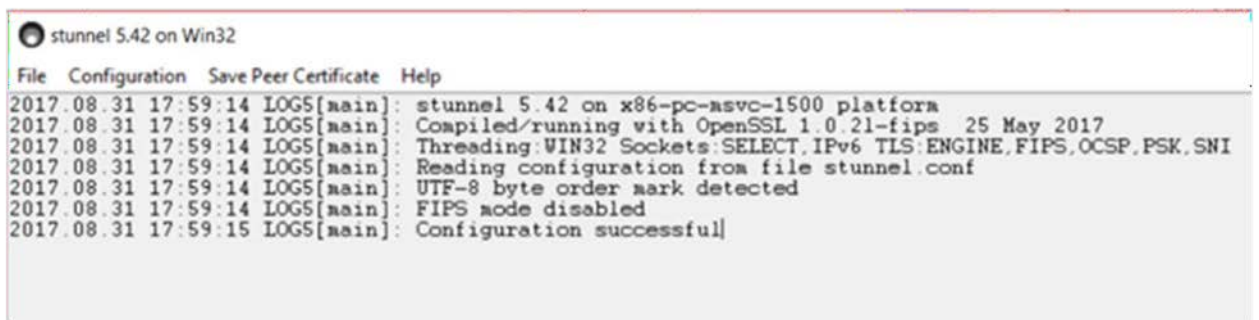 stunnel 5.42 on Win32
File Configuration Save Peer Certificate Help
2017.08.31 17:59:14 LOG5[main]: stunnel 5.42 on x86-pc-msvc-1500 platform
2017.08.31 17:59:14 LOG5[main]: Compiled/running with OpenSSL 1.0.2l-fips 25 May 2017
2017.08.31 17:59:14 LOG5[main]: Threading:WIN32 Sockets:SELECT,IPv6 TLS:ENGINE,FIPS,OCSP,PSK,SNI
2017.08.31 17:59:14 LOG5[main]: Reading configuration from file stunnel.conf
2017.08.31 17:59:14 LOG5[main]: UTF-8 byte order mark detected
2017.08.31 17:59:14 LOG5[main]: FIPS mode disabled
2017.08.31 17:59:15 LOG5[main]: Configuration successful